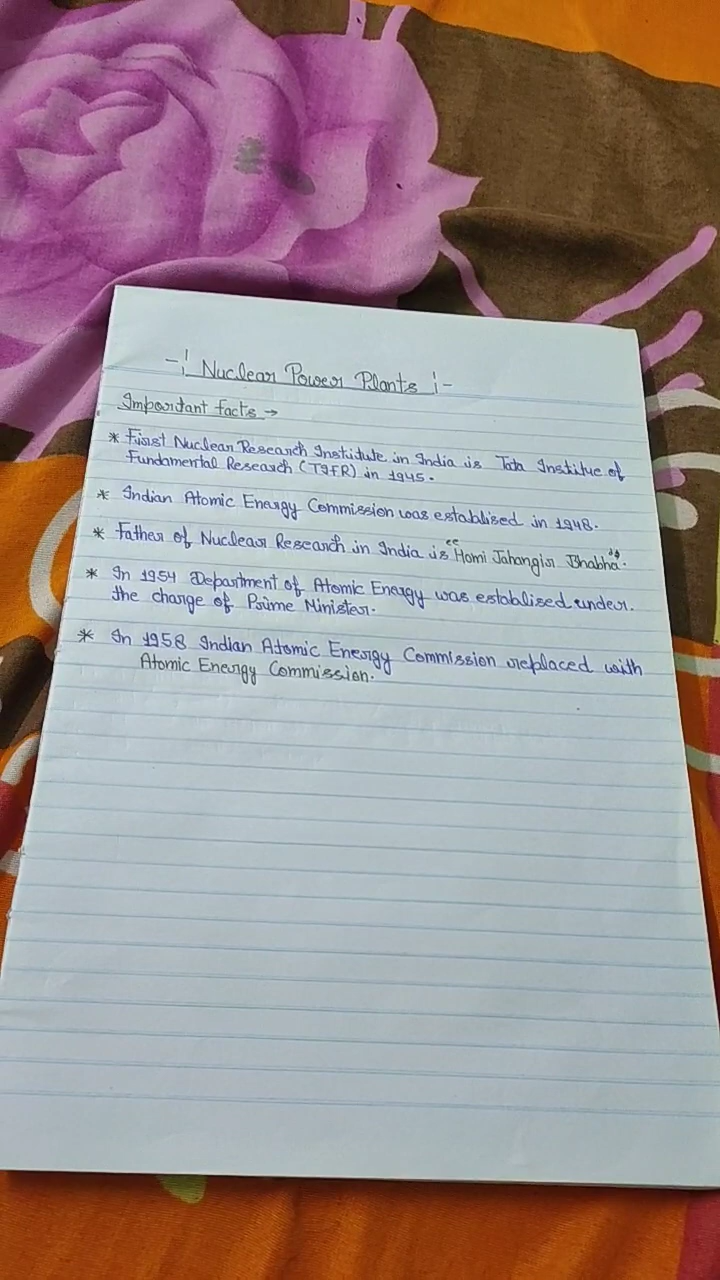 -: Nuclear Power Plants :-
Important facts →
* First Nuclear Research Institute in India is Tata Institue of
Fundamental Research (TIFR) in 1945.
* Indian Atomic Energy Commission was establised in 1948.
* Father of Nuclear Research in India is "Homi Jahangir Bhabha".
* In 1954 Department of Atomic Energy was establised under.
the charge of Prime Minister.
* In 1958 Indian Atomic Energy Commission replaced with
Atomic Energy Commission.